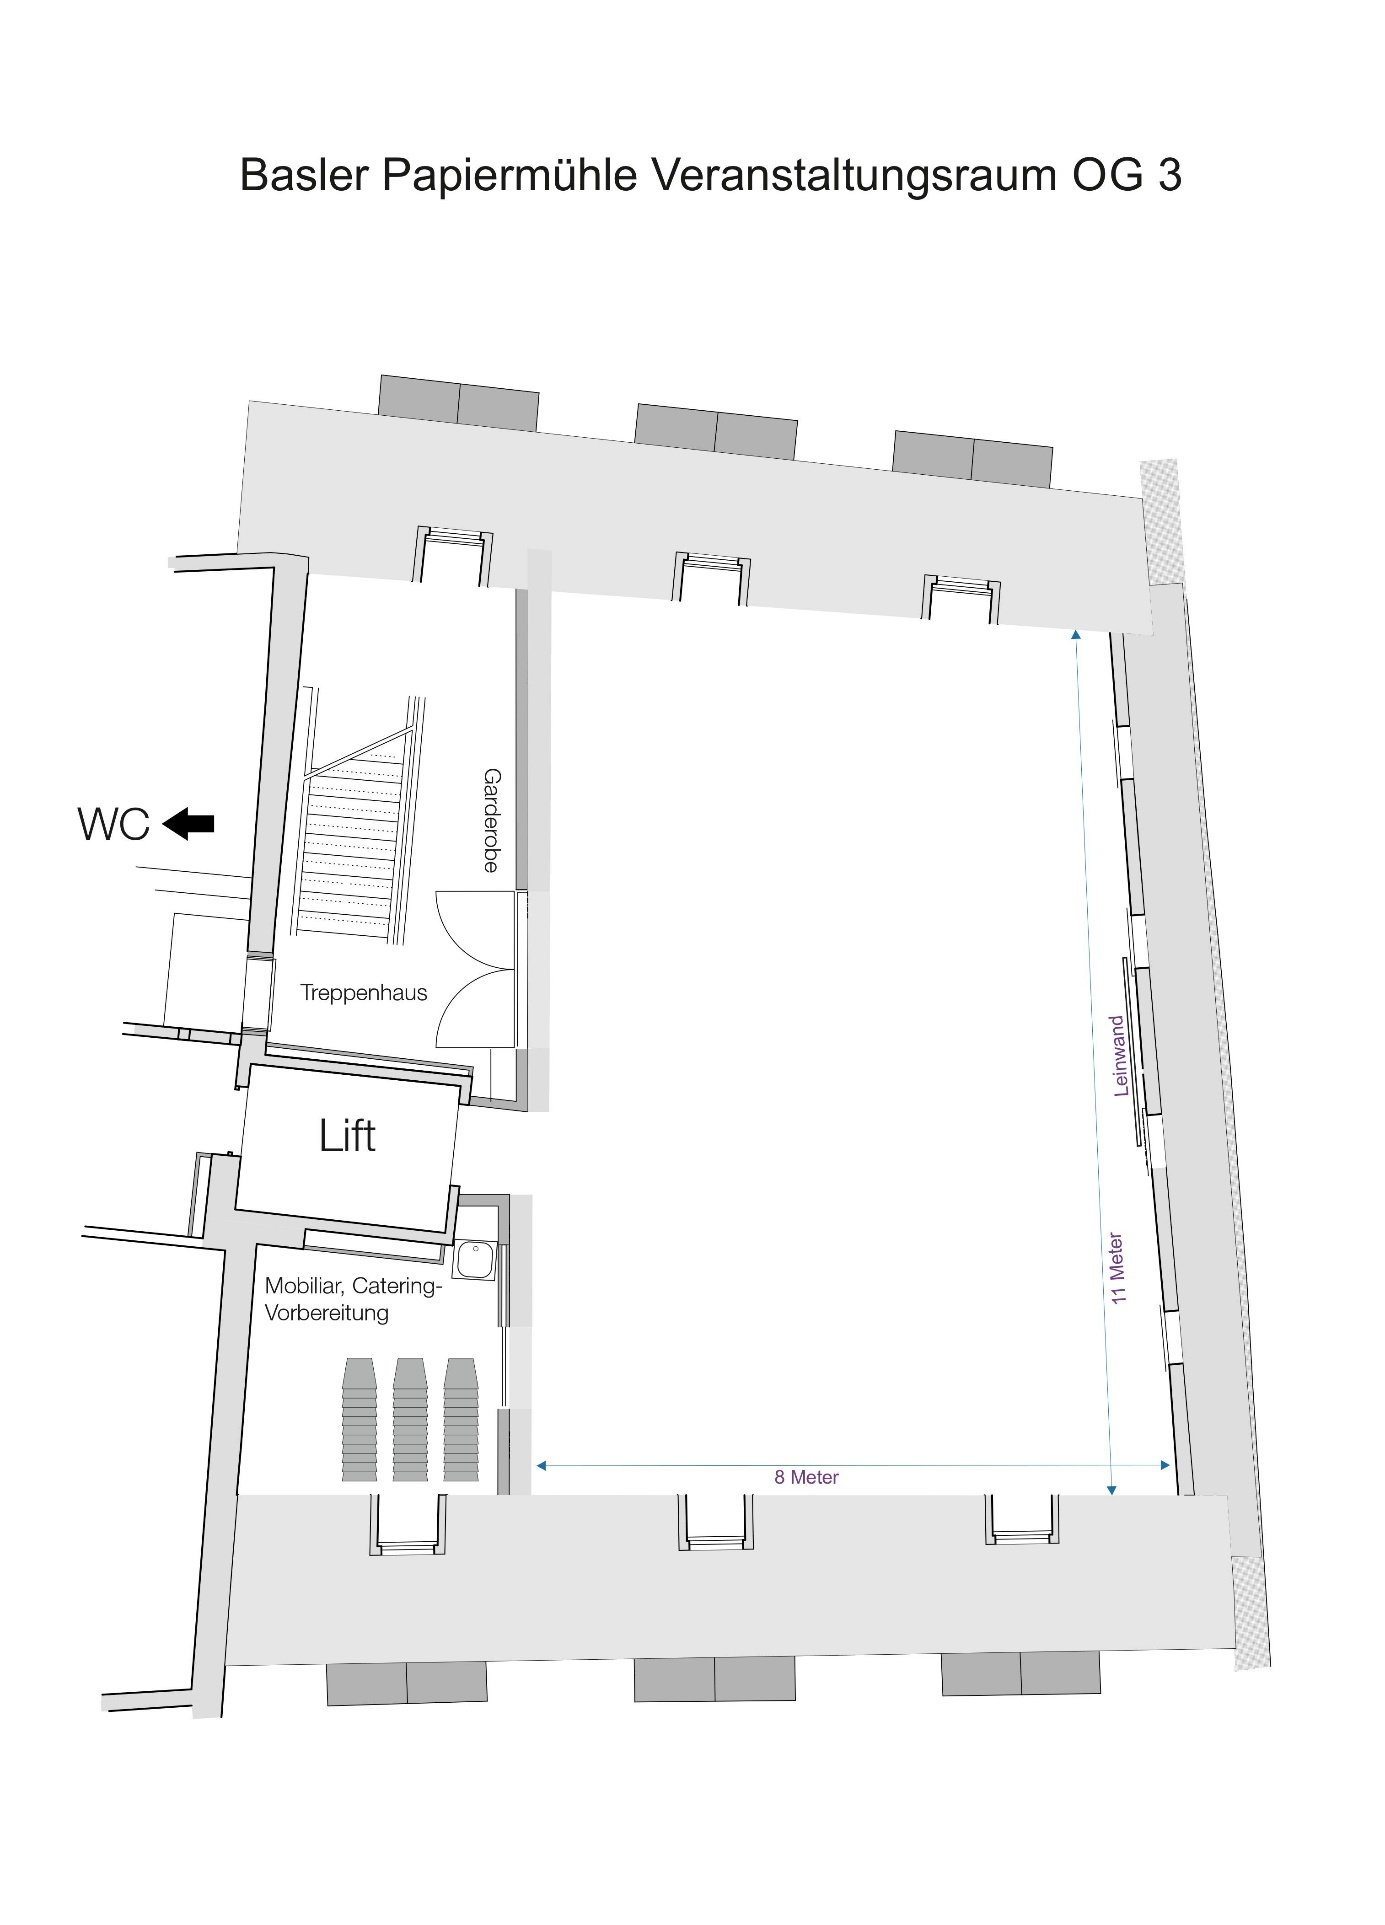 Basler Papiermühle Veranstaltungsraum OG 3
Garderobe
WC
Treppenhaus
Leinwand
Lift
11 Meter
Mobiliar, Catering-
Vorbereitung
8 Meter